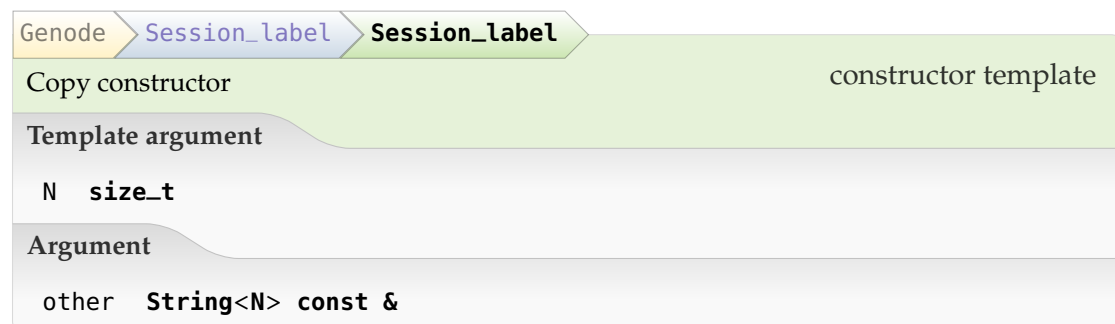 Genode Session_label Session_label
Copy constructor constructor template
Template argument
N size_t
Argument
other String<N> const &